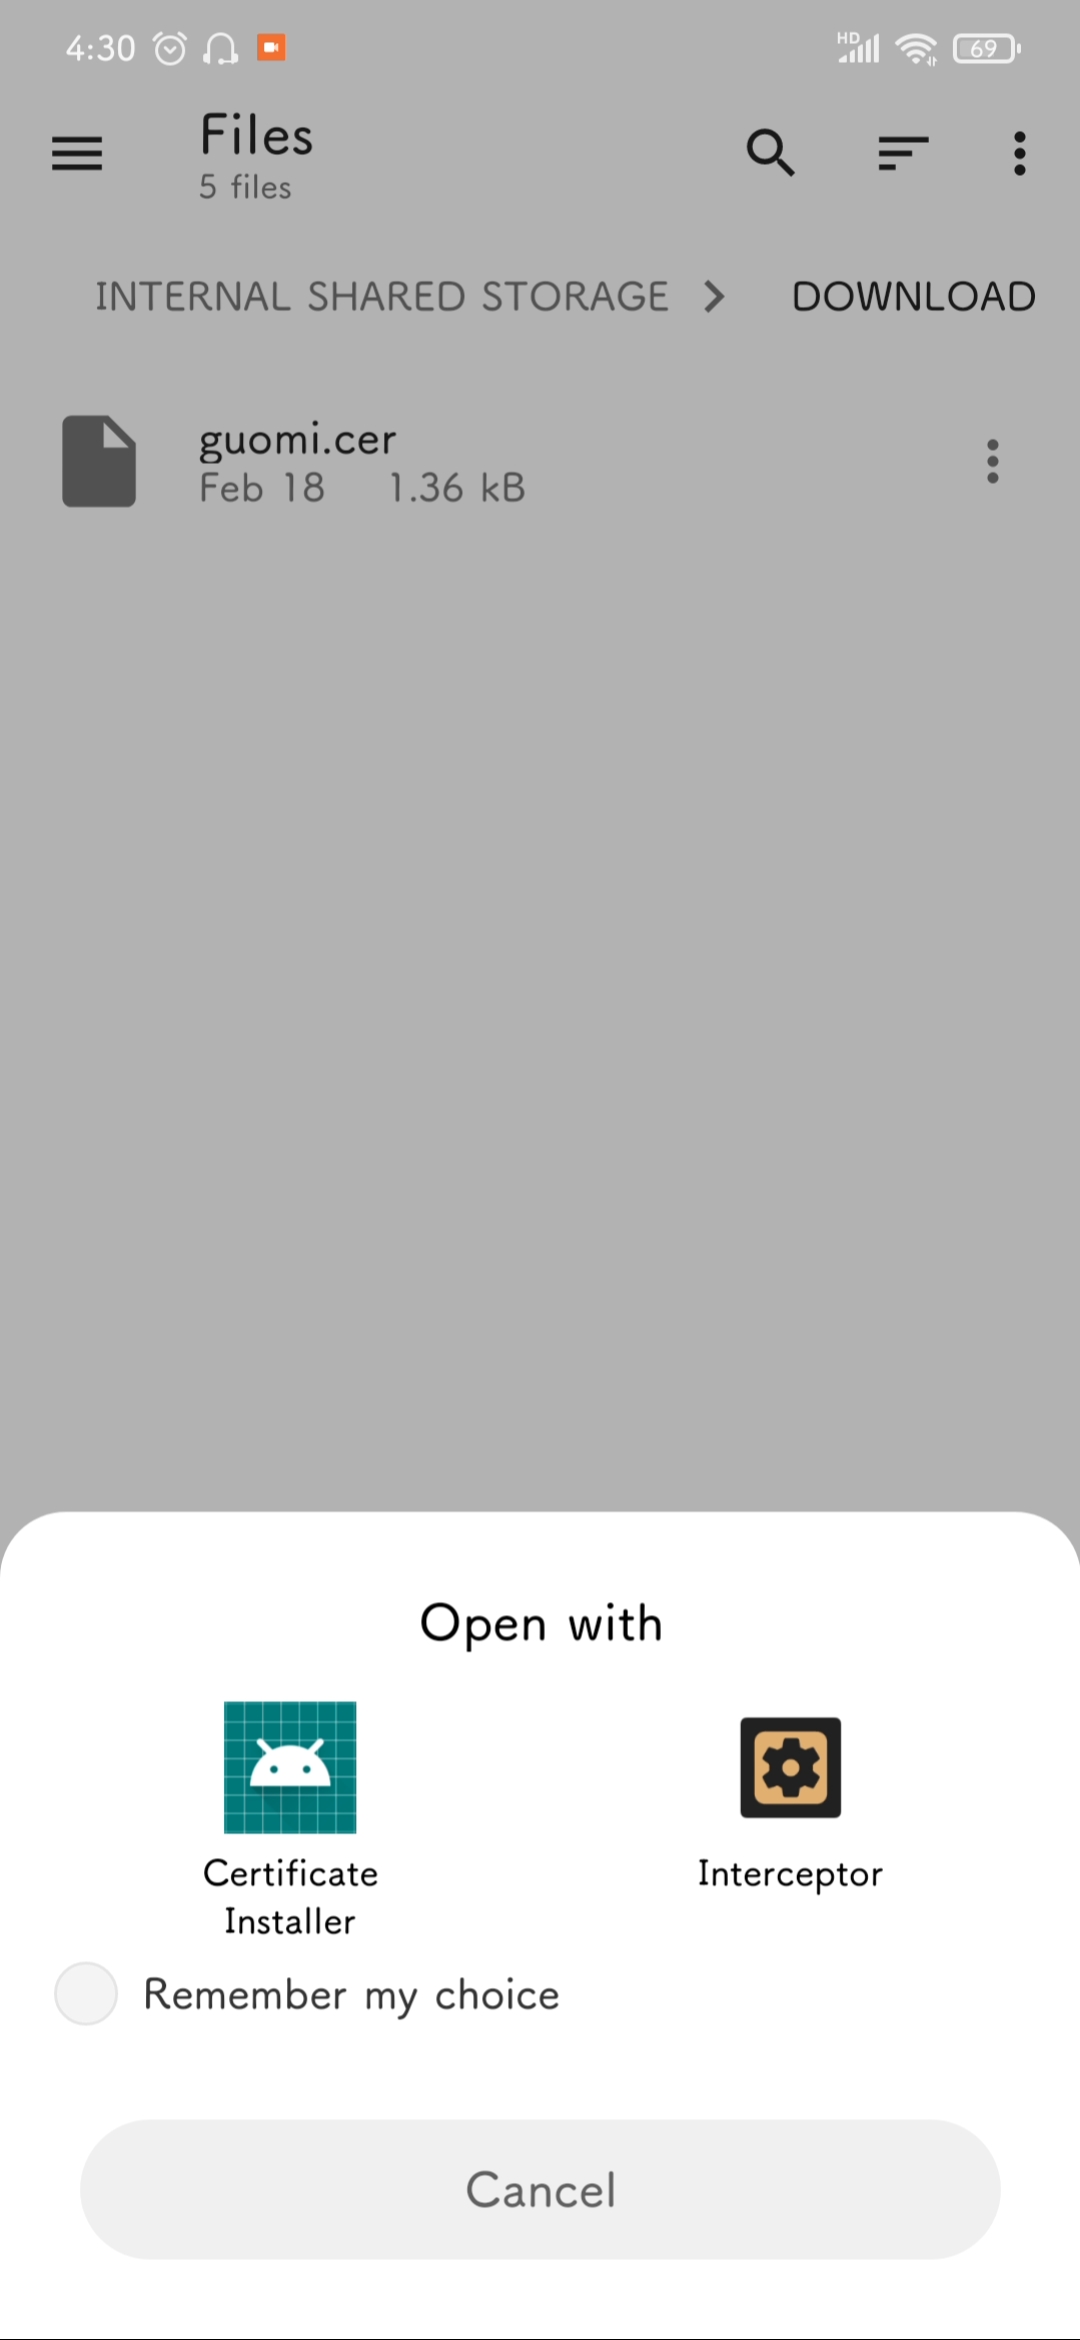 4:30 HD 69
Files
5 files
INTERNAL SHARED STORAGE DOWNLOAD
guomi.cer
Feb 18 1.36 kB
Open with
Certificate Installer
Interceptor
Remember my choice
Cancel